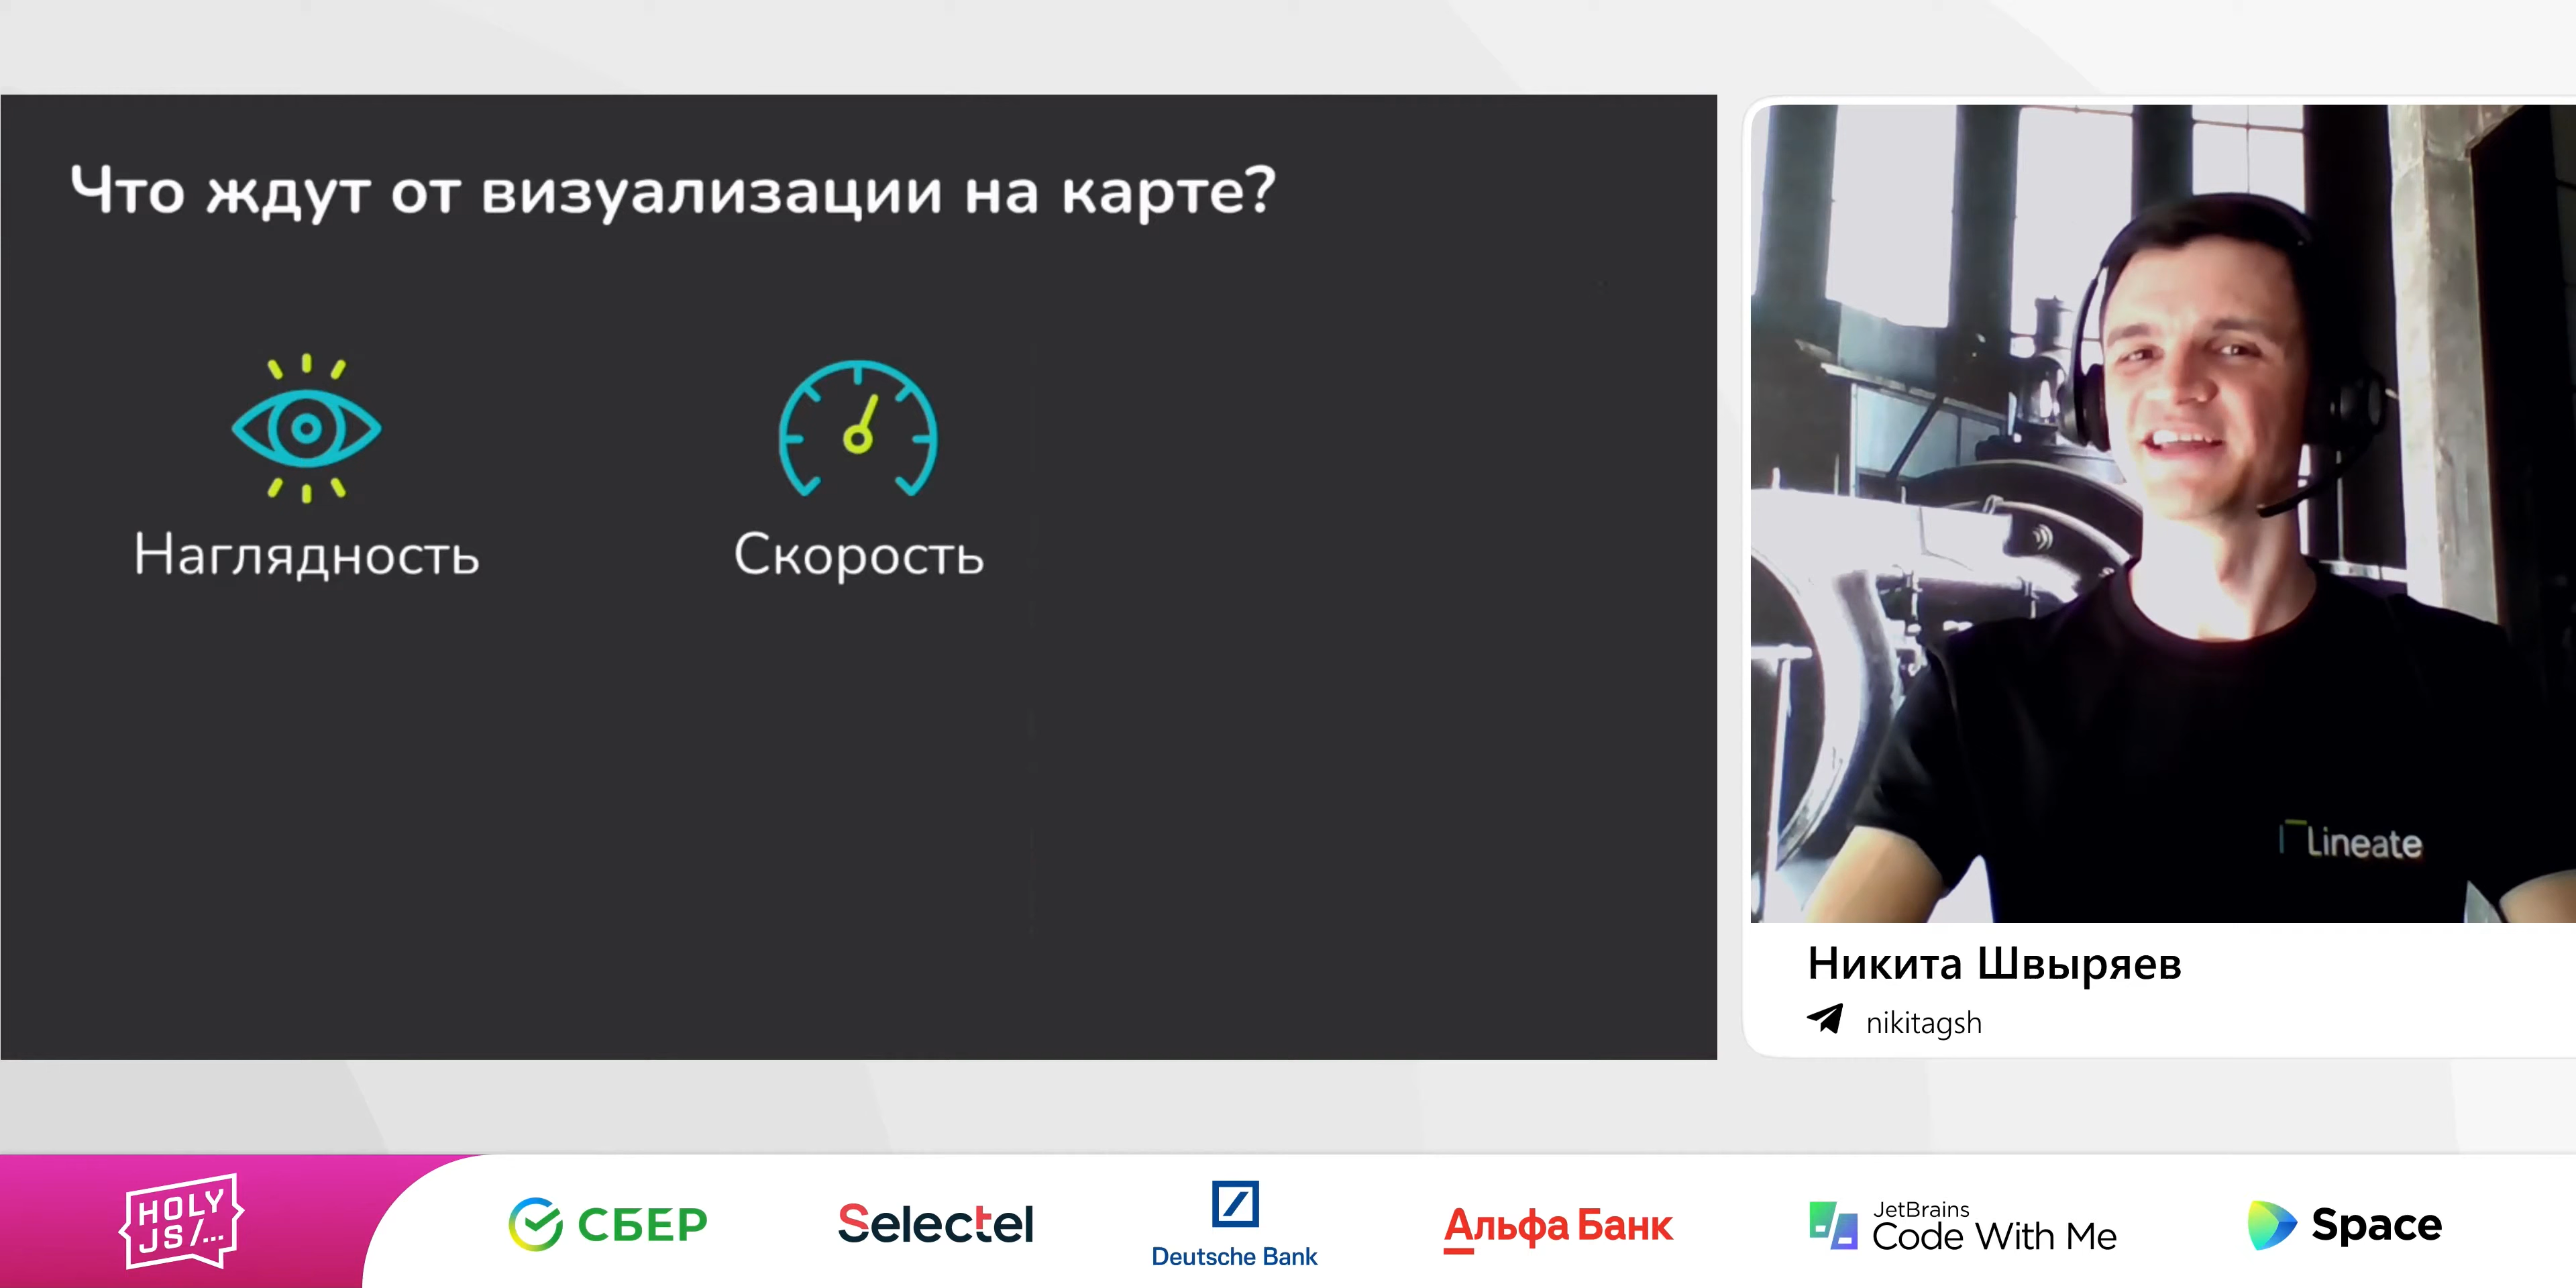 Что ждут от визуализации на карте?
Наглядность
Скорость
Lineate
Никита Швыряев
nikitagsh
HOLY
JS/...
СБЕР
Selectel
Deutsche Bank
Альфа Банк
JetBrains
Code With Me
Space